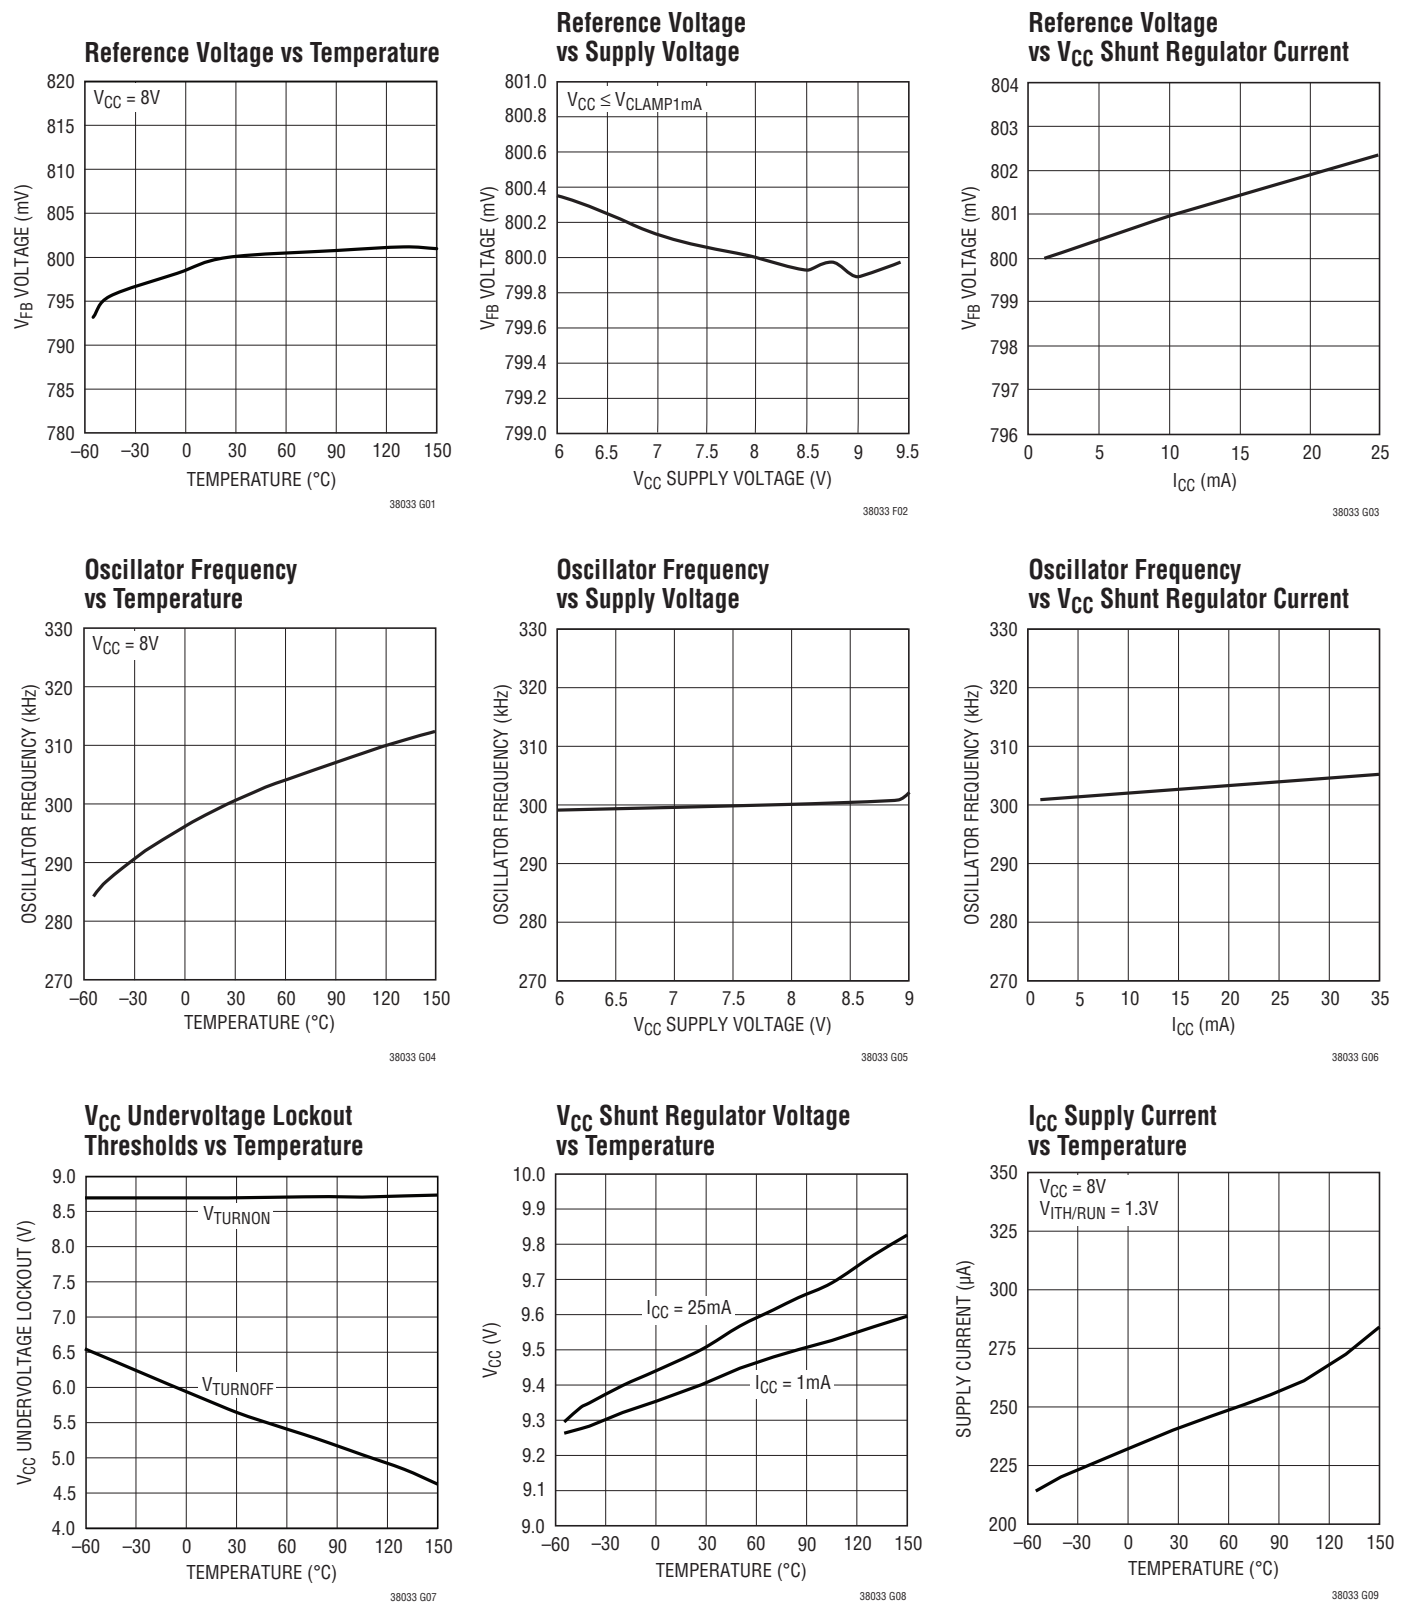 Reference Voltage vs Temperature
820
815
810
805
800
795
790
785
780
VFB VOLTAGE (mV)
VCC = 8V
–60 –30 0 30 60 90 120 150
TEMPERATURE (°C)
38033 G01
Reference Voltage
vs Supply Voltage
801.0
800.8
800.6
800.4
800.2
800.0
799.8
799.6
799.4
799.2
799.0
VFB VOLTAGE (mV)
VCC ≤ VCLAMP1mA
6 6.5 7 7.5 8 8.5 9 9.5
VCC SUPPLY VOLTAGE (V)
38033 F02
Reference Voltage
vs VCC Shunt Regulator Current
804
803
802
801
800
799
798
797
796
VFB VOLTAGE (mV)
0 5 10 15 20 25
ICC (mA)
38033 G03
Oscillator Frequency
vs Temperature
330
320
310
300
290
280
270
OSCILLATOR FREQUENCY (kHz)
VCC = 8V
–60 –30 0 30 60 90 120 150
TEMPERATURE (°C)
38033 G04
Oscillator Frequency
vs Supply Voltage
330
320
310
300
290
280
270
OSCILLATOR FREQUENCY (kHz)
6 6.5 7 7.5 8 8.5 9
VCC SUPPLY VOLTAGE (V)
38033 G05
Oscillator Frequency
vs VCC Shunt Regulator Current
330
320
310
300
290
280
270
OSCILLATOR FREQUENCY (kHz)
0 5 10 15 20 25 30 35
ICC (mA)
38033 G06
VCC Undervoltage Lockout
Thresholds vs Temperature
9.0
8.5
8.0
7.5
7.0
6.5
6.0
5.5
5.0
4.5
4.0
VCC UNDERVOLTAGE LOCKOUT (V)
VTURNON
VTURNOFF
–60 –30 0 30 60 90 120 150
TEMPERATURE (°C)
38033 G07
VCC Shunt Regulator Voltage
vs Temperature
10.0
9.9
9.8
9.7
9.6
9.5
9.4
9.3
9.2
9.1
9.0
VCC (V)
ICC = 25mA
ICC = 1mA
–60 –30 0 30 60 90 120 150
TEMPERATURE (°C)
38033 G08
ICC Supply Current
vs Temperature
350
325
300
275
250
225
200
SUPPLY CURRENT (µA)
VCC = 8V
VITH/RUN = 1.3V
–60 –30 0 30 60 90 120 150
TEMPERATURE (°C)
38033 G09